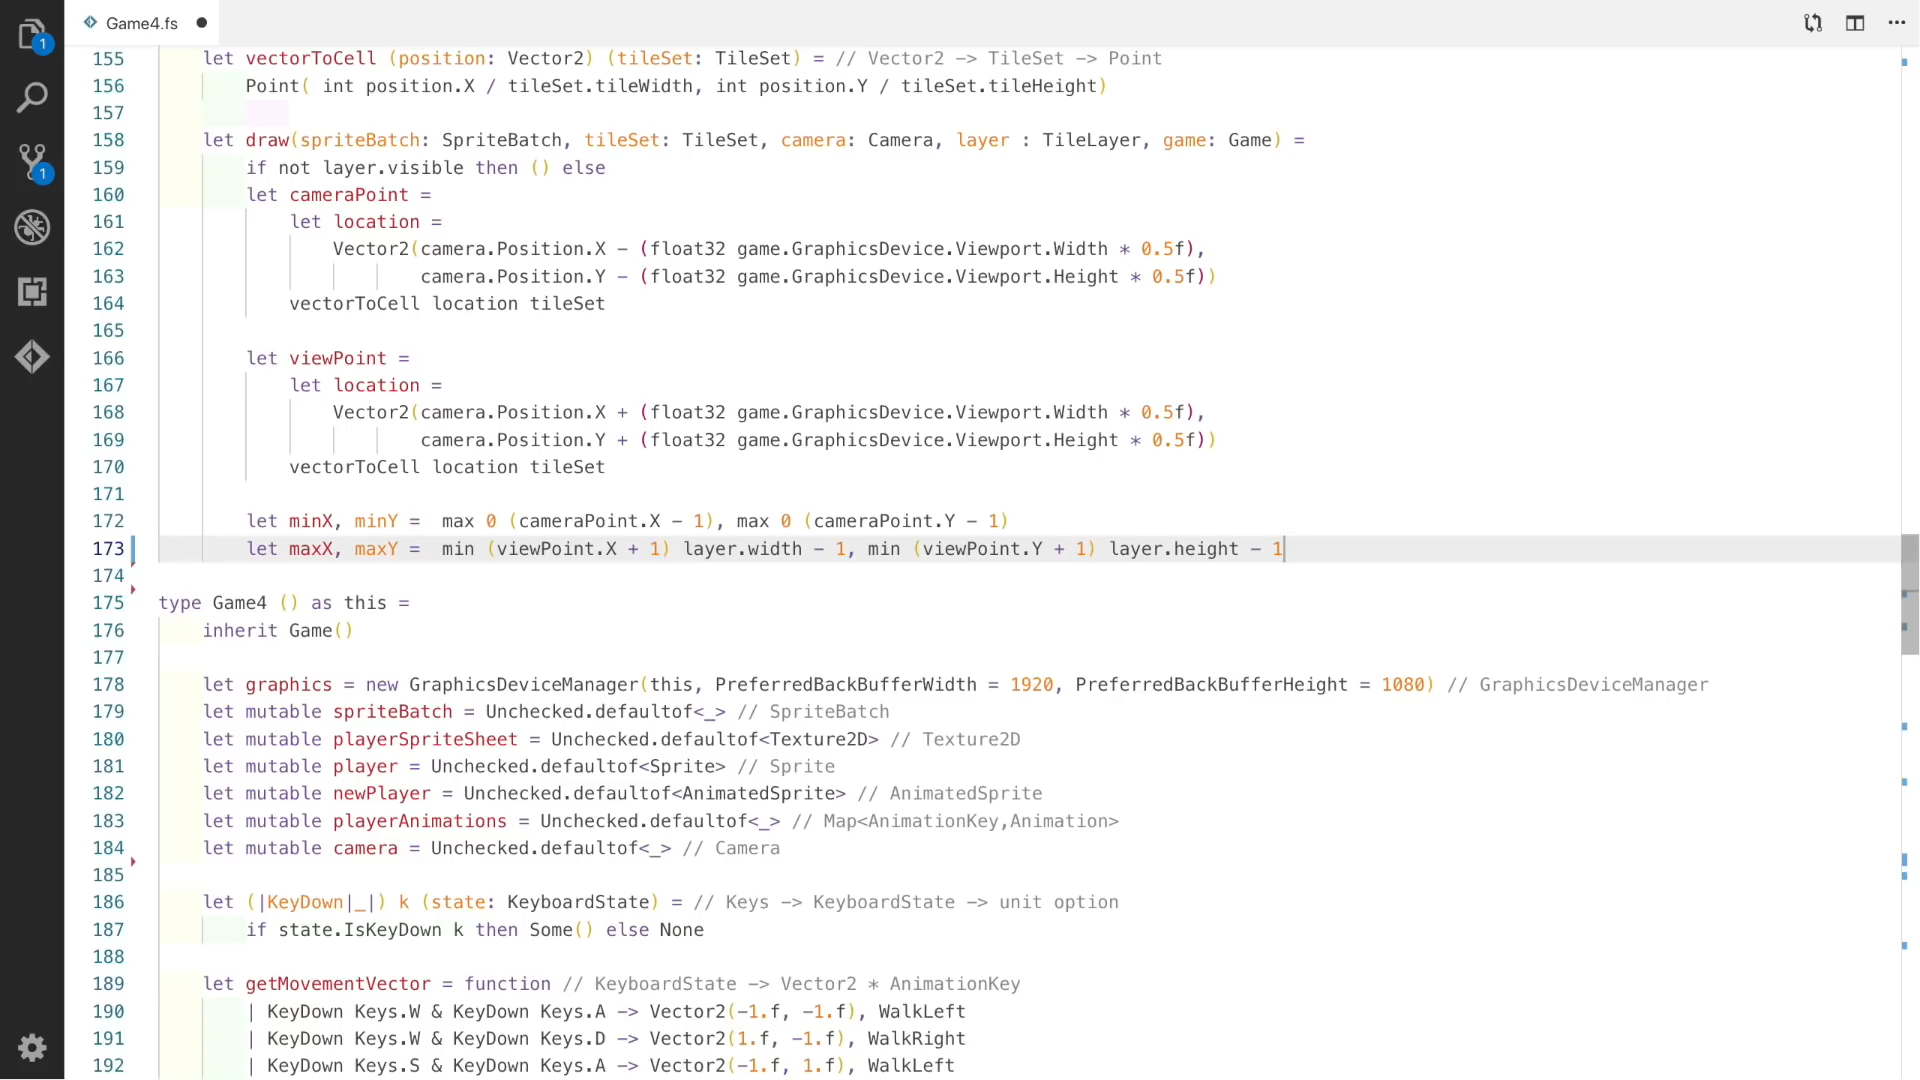 Game4.fs
1
1
155 let vectorToCell (position: Vector2) (tileSet: TileSet) = // Vector2 -> TileSet -> Point
156 Point( int position.X / tileSet.tileWidth, int position.Y / tileSet.tileHeight)
157
158 let draw(spriteBatch: SpriteBatch, tileSet: TileSet, camera: Camera, layer : TileLayer, game: Game) =
159 if not layer.visible then () else
160 let cameraPoint =
161 let location =
162 Vector2(camera.Position.X - (float32 game.GraphicsDevice.Viewport.Width * 0.5f),
163 camera.Position.Y - (float32 game.GraphicsDevice.Viewport.Height * 0.5f))
164 vectorToCell location tileSet
165
166 let viewPoint =
167 let location =
168 Vector2(camera.Position.X + (float32 game.GraphicsDevice.Viewport.Width * 0.5f),
169 camera.Position.Y + (float32 game.GraphicsDevice.Viewport.Height * 0.5f))
170 vectorToCell location tileSet
171
172 let minX, minY =  max 0 (cameraPoint.X - 1), max 0 (cameraPoint.Y - 1)
173 let maxX, maxY =  min (viewPoint.X + 1) layer.width - 1, min (viewPoint.Y + 1) layer.height - 1
174
175 type Game4 () as this =
176 inherit Game()
177
178 let graphics = new GraphicsDeviceManager(this, PreferredBackBufferWidth = 1920, PreferredBackBufferHeight = 1080) // GraphicsDeviceManager
179 let mutable spriteBatch = Unchecked.defaultof<_> // SpriteBatch
180 let mutable playerSpriteSheet = Unchecked.defaultof<Texture2D> // Texture2D
181 let mutable player = Unchecked.defaultof<Sprite> // Sprite
182 let mutable newPlayer = Unchecked.defaultof<AnimatedSprite> // AnimatedSprite
183 let mutable playerAnimations = Unchecked.defaultof<_> // Map<AnimationKey,Animation>
184 let mutable camera = Unchecked.defaultof<_> // Camera
185
186 let (|KeyDown|_|) k (state: KeyboardState) = // Keys -> KeyboardState -> unit option
187 if state.IsKeyDown k then Some() else None
188
189 let getMovementVector = function // KeyboardState -> Vector2 * AnimationKey
190 | KeyDown Keys.W & KeyDown Keys.A -> Vector2(-1.f, -1.f), WalkLeft
191 | KeyDown Keys.W & KeyDown Keys.D -> Vector2(1.f, -1.f), WalkRight
192 | KeyDown Keys.S & KeyDown Keys.A -> Vector2(-1.f, 1.f), WalkLeft